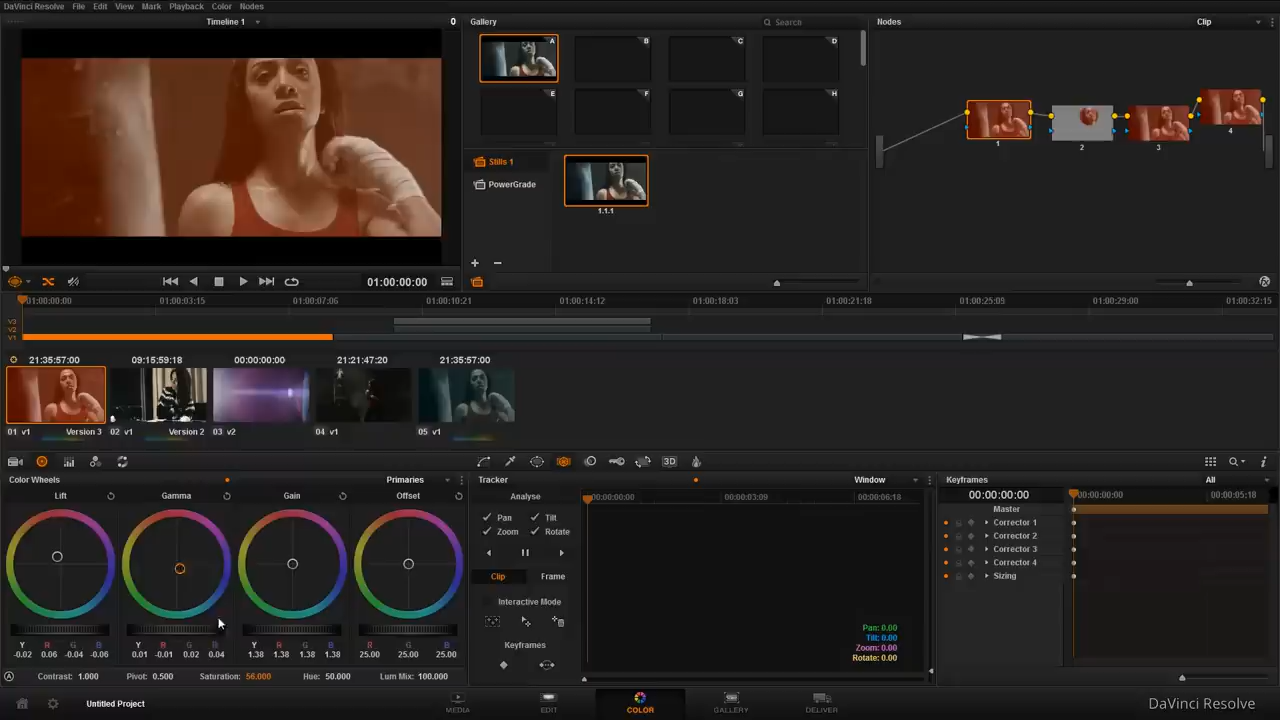 DaVinci Resolve File Edit View Mark Playback Color Nodes
Timeline 1 0
Gallery Search
Nodes Clip
A B C D
E F G H
Stills 1
PowerGrade
1.1.1
1 2 3 4
01:00:00:00
01:00:00:00 01:00:03:15 01:00:07:06 01:00:10:21 01:00:14:12 01:00:18:03 01:00:21:18 01:00:25:05 01:00:29:00 01:00:32:15
V3
V2
V1
21:35:57:00 09:15:59:18 00:00:00:00 21:21:47:20 21:35:57:00
01 v1 Version 3 02 v1 Version 2 03 v2 04 v1 05 v1
3D
Color Wheels Primaries
Lift Gamma Gain Offset
Y R G B Y R G B Y R G B R G B
-0.02 0.06 -0.04 -0.06 0.01 -0.01 0.02 0.04 1.38 1.38 1.38 1.38 25.00 25.00 25.00
A Contrast: 1.000 Pivot: 0.500 Saturation: 56.000 Hue: 50.000 Lum Mix: 100.000
Tracker Window
Analyse
00:00:00:00 00:00:03:09 00:00:06:18
Pan Tilt
Zoom Rotate
Clip Frame
Interactive Mode
Keyframes
Pan: 0.00
Tilt: 0.00
Zoom: 0.00
Rotate: 0.00
Keyframes All
00:00:00:00 00:00:00:00 00:00:05:18
Master
Corrector 1
Corrector 2
Corrector 3
Corrector 4
Sizing
Untitled Project
MEDIA EDIT COLOR GALLERY DELIVER
DaVinci Resolve